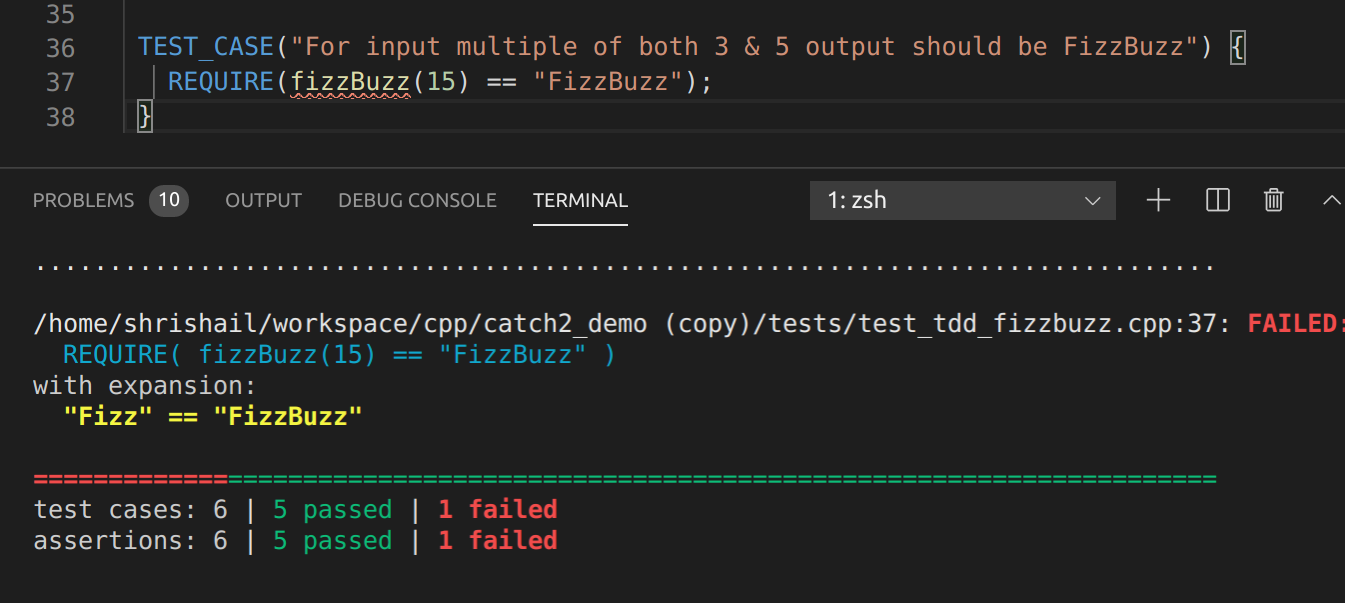 35
36 TEST_CASE("For input multiple of both 3 & 5 output should be FizzBuzz") {
37 REQUIRE(fizzBuzz(15) == "FizzBuzz");
38 }
PROBLEMS 10 OUTPUT DEBUG CONSOLE TERMINAL 1: zsh
...............................................................................
/home/shrishail/workspace/cpp/catch2_demo (copy)/tests/test_tdd_fizzbuzz.cpp:37: FAILED:
REQUIRE( fizzBuzz(15) == "FizzBuzz" )
with expansion:
"Fizz" == "FizzBuzz"
===============================================================================
test cases: 6 | 5 passed | 1 failed
assertions: 6 | 5 passed | 1 failed